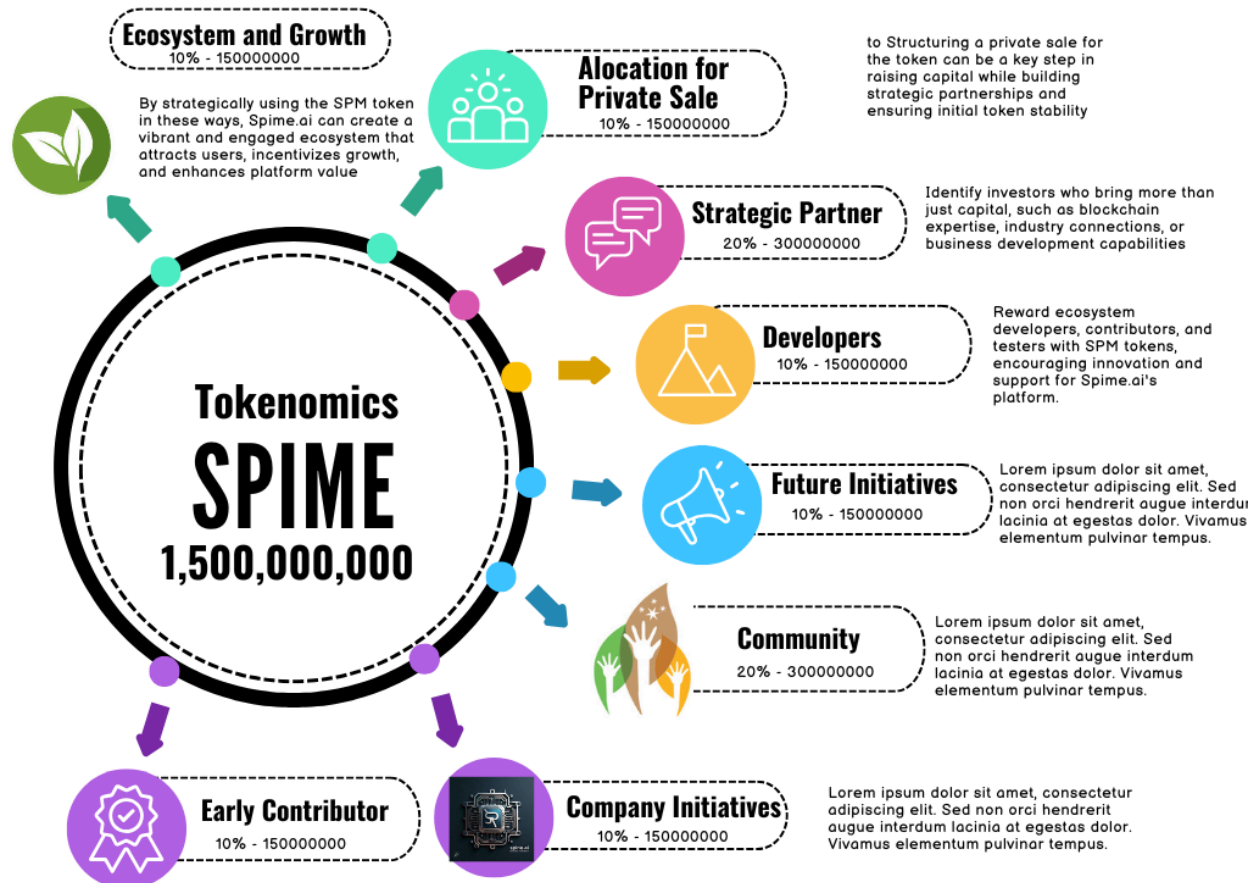 Ecosystem and Growth
10% - 150000000
By strategically using the SPM token
in these ways, Spime.ai can create a
vibrant and engaged ecosystem that
attracts users, incentivizes growth,
and enhances platform value
Alocation for
Private Sale
10% - 150000000
to Structuring a private sale for
the token can be a key step in
raising capital while building
strategic partnerships and
ensuring initial token stability
Strategic Partner
20% - 300000000
Identify investors who bring more than
just capital, such as blockchain
expertise, industry connections, or
business development capabilities
Developers
10% - 150000000
Reward ecosystem
developers, contributors, and
testers with SPM tokens,
encouraging innovation and
support for Spime.ai's
platform.
Tokenomics
SPIME
1,500,000,000
Future Initiatives
10% - 150000000
Lorem ipsum dolor sit amet,
consectetur adipiscing elit. Sed
non orci hendrerit augue interdum
lacinia at egestas dolor. Vivamus
elementum pulvinar tempus.
Community
20% - 300000000
Lorem ipsum dolor sit amet,
consectetur adipiscing elit. Sed
non orci hendrerit augue interdum
lacinia at egestas dolor. Vivamus
elementum pulvinar tempus.
Early Contributor
10% - 150000000
Company Initiatives
10% - 150000000
Lorem ipsum dolor sit amet, consectetur
adipiscing elit. Sed non orci hendrerit
augue interdum lacinia at egestas dolor.
Vivamus elementum pulvinar tempus.